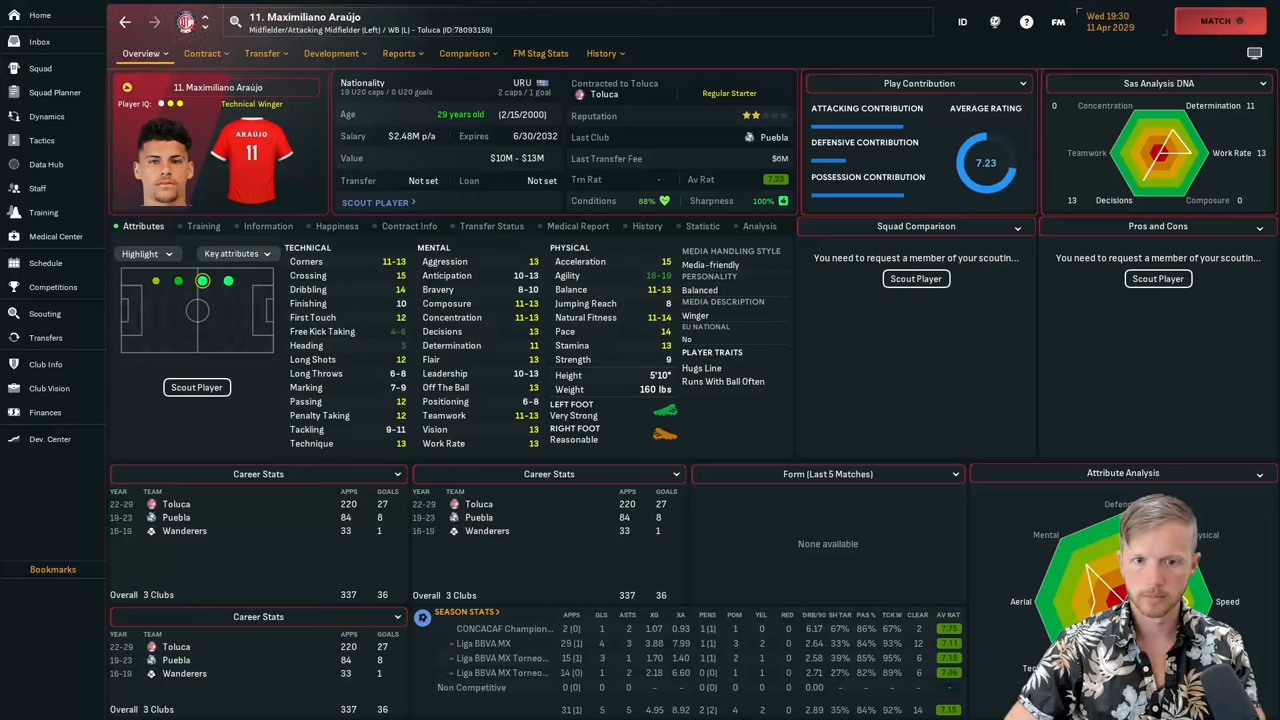 Home
Inbox
Squad
Squad Planner
Dynamics
Tactics
Data Hub
Staff
Training
Medical Center
Schedule
Competitions
Scouting
Transfers
Club Info
Club Vision
Finances
Dev. Center
Bookmarks
11. Maximiliano Araújo
Midfielder/Attacking Midfielder (Left) / WB (L) - Toluca (ID:78093159)
ID
FM
Wed 19:30
11 Apr 2029
MATCH
Overview
Contract
Transfer
Development
Reports
Comparison
FM Stag Stats
History
11. Maximiliano Araújo
Player IQ:
Technical Winger
ARAÚJO
11
Nationality URU
19 U20 caps / 0 U20 goals 2 caps / 1 goal
Age 29 years old (2/15/2000)
Salary $2.48M p/a Expires 6/30/2032
Value $10M - $13M
Transfer Not set Loan Not set
SCOUT PLAYER >
Contracted to Toluca
Toluca Regular Starter
Reputation
Last Club Puebla
Last Transfer Fee $6M
Trn Rat - Av Rat 7.23
Conditions 88% Sharpness 100%
Play Contribution
ATTACKING CONTRIBUTION
DEFENSIVE CONTRIBUTION
POSSESSION CONTRIBUTION
AVERAGE RATING
7.23
Sas Analysis DNA
0 Concentration Determination 11
Teamwork Work Rate 13
13 Decisions Composure 0
Attributes
Training
Information
Happiness
Contract Info
Transfer Status
Medical Report
History
Statistic
Analysis
Highlight
Key attributes
Scout Player
TECHNICAL
Corners 11-13
Crossing 15
Dribbling 14
Finishing 10
First Touch 12
Free Kick Taking 4-6
Heading 5
Long Shots 12
Long Throws 6-8
Marking 7-9
Passing 12
Penalty Taking 12
Tackling 9-11
Technique 13
MENTAL
Aggression 13
Anticipation 10-13
Bravery 8-10
Composure 11-13
Concentration 11-13
Decisions 13
Determination 11
Flair 13
Leadership 10-13
Off The Ball 13
Positioning 6-8
Teamwork 11-13
Vision 13
Work Rate 13
PHYSICAL
Acceleration 15
Agility 16-19
Balance 11-13
Jumping Reach 8
Natural Fitness 11-14
Pace 14
Stamina 13
Strength 9
Height 5'10"
Weight 160 lbs
LEFT FOOT
Very Strong
RIGHT FOOT
Reasonable
MEDIA HANDLING STYLE
Media-friendly
PERSONALITY
Balanced
MEDIA DESCRIPTION
Winger
EU NATIONAL
No
PLAYER TRAITS
Hugs Line
Runs With Ball Often
Squad Comparison
You need to request a member of your scoutin...
Scout Player
Pros and Cons
You need to request a member of your scoutin...
Scout Player
Career Stats
YEAR TEAM APPS GOALS
22-29 Toluca 220 27
19-23 Puebla 84 8
16-19 Wanderers 33 1
Overall 3 Clubs 337 36
Career Stats
YEAR TEAM APPS GOALS
22-29 Toluca 220 27
19-23 Puebla 84 8
16-19 Wanderers 33 1
Overall 3 Clubs 337 36
Form (Last 5 Matches)
None available
Attribute Analysis
Mental
Aerial
Speed
Career Stats
YEAR TEAM APPS GOALS
22-29 Toluca 220 27
19-23 Puebla 84 8
16-19 Wanderers 33 1
Overall 3 Clubs 337 36
SEASON STATS > APPS GLS ASTS XG XA PENS POM YEL RED DRB/90 SH TAR PAS % TCK W CLEAR AV RAT
CONCACAF Champion... 2 (0) 1 2 1.07 0.93 1 (1) 1 0 0 6.17 67% 86% 67% 2 7.75
Liga BBVA MX 29 (1) 4 3 3.88 7.99 1 (1) 3 2 0 2.64 33% 84% 93% 12 7.11
Liga BBVA MX Torneo... 15 (1) 3 1 1.70 1.40 1 (1) 2 1 0 2.58 39% 85% 95% 6 7.15
Liga BBVA MX Torneo... 14 (0) 1 2 2.18 6.60 0 (0) 1 1 0 2.71 27% 82% 89% 6 7.06
Non Competitive 0 (0) 0 0 - - 0 (0) 0 0 0 0.00 - - - - -
31 (1) 5 5 4.95 8.92 2 (2) 4 2 0 2.89 35% 84% 92% 14 7.15